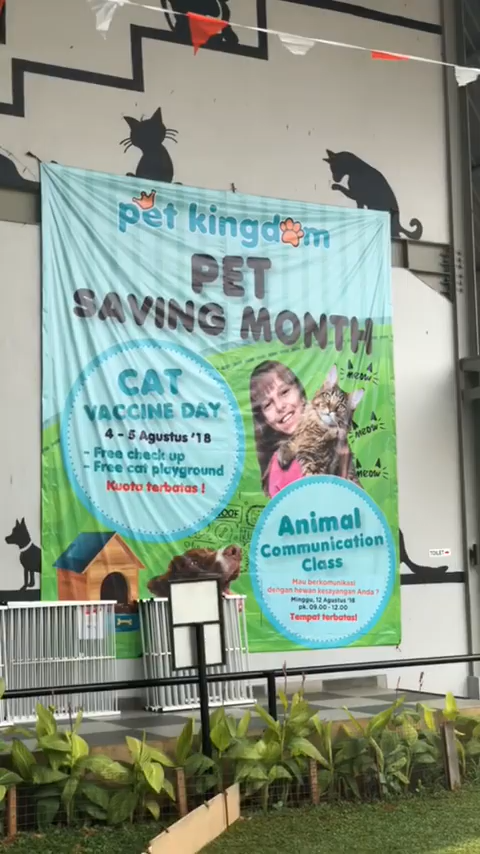 pet kingdom
PET
SAVING MONTH
CAT
VACCINE DAY
4 - 5 Agustus '18
- Free check up
- Free cat playground
Kuota terbatas !
meow
meow
meow
OOF
Animal
Communication
Class
Mau berkomunikasi
dengan hewan kesayangan Anda ?
Minggu, 12 Agustus '18
pk. 09.00 - 12.00
Tempat terbatas!
TOILET